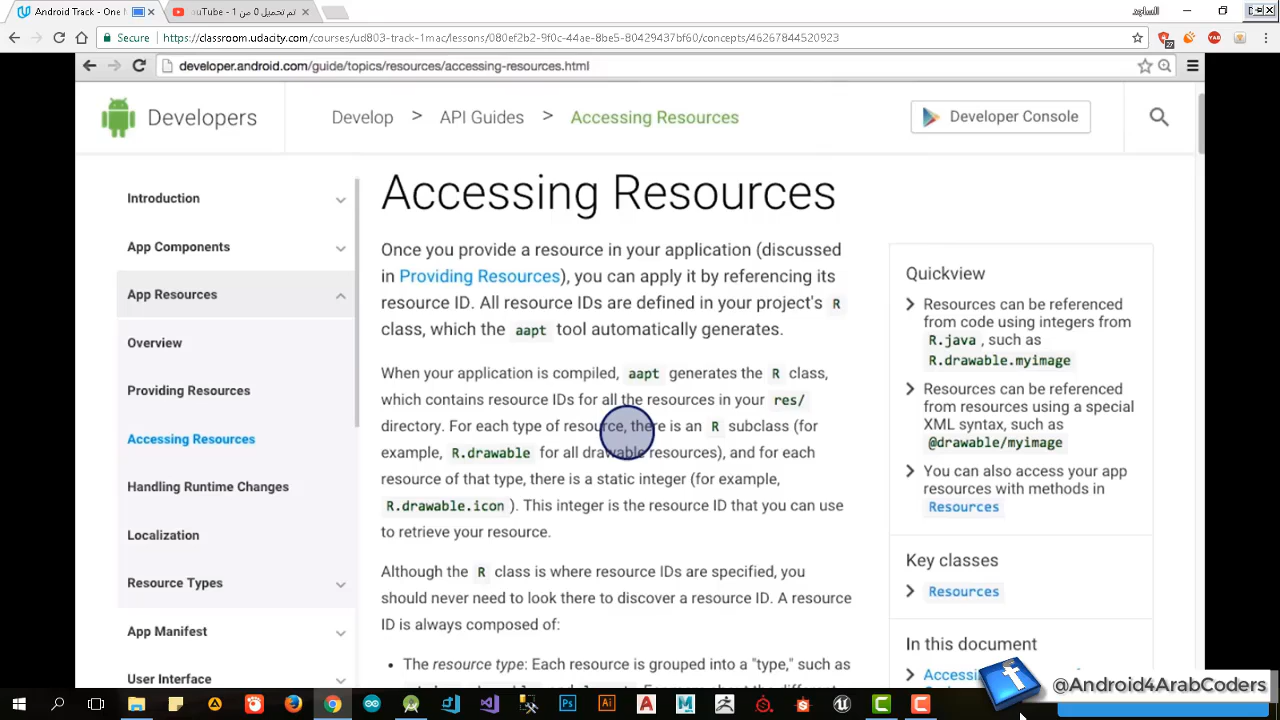 Android Track - One
ouTube - تم تحميل 0 من 1
الساجد
Secure
https://classroom.udacity.com/courses/ud803-track-1mac/lessons/080ef2b2-9f0c-44ae-8be5-80429437bf60/concepts/4b267844520923
developer.android.com/guide/topics/resources/accessing-resources.html
Developers
Develop > API Guides > Accessing Resources
Developer Console
Introduction
App Components
App Resources
Overview
Providing Resources
Accessing Resources
Handling Runtime Changes
Localization
Resource Types
App Manifest
User Interface
Accessing Resources
Once you provide a resource in your application (discussed
in Providing Resources), you can apply it by referencing its
resource ID. All resource IDs are defined in your project's R
class, which the aapt tool automatically generates.
When your application is compiled, aapt generates the R class,
which contains resource IDs for all the resources in your res/
directory. For each type of resource, there is an R subclass (for
example, R.drawable for all drawable resources), and for each
resource of that type, there is a static integer (for example,
R.drawable.icon ). This integer is the resource ID that you can use
to retrieve your resource.
Although the R class is where resource IDs are specified, you
should never need to look there to discover a resource ID. A resource
ID is always composed of:
• The resource type: Each resource is grouped into a "type," such as
Quickview
Resources can be referenced
from code using integers from
R.java , such as
R.drawable.myimage
Resources can be referenced
from resources using a special
XML syntax, such as
@drawable/myimage
You can also access your app
resources with methods in
Resources
Key classes
Resources
In this document
@Android4ArabCoders